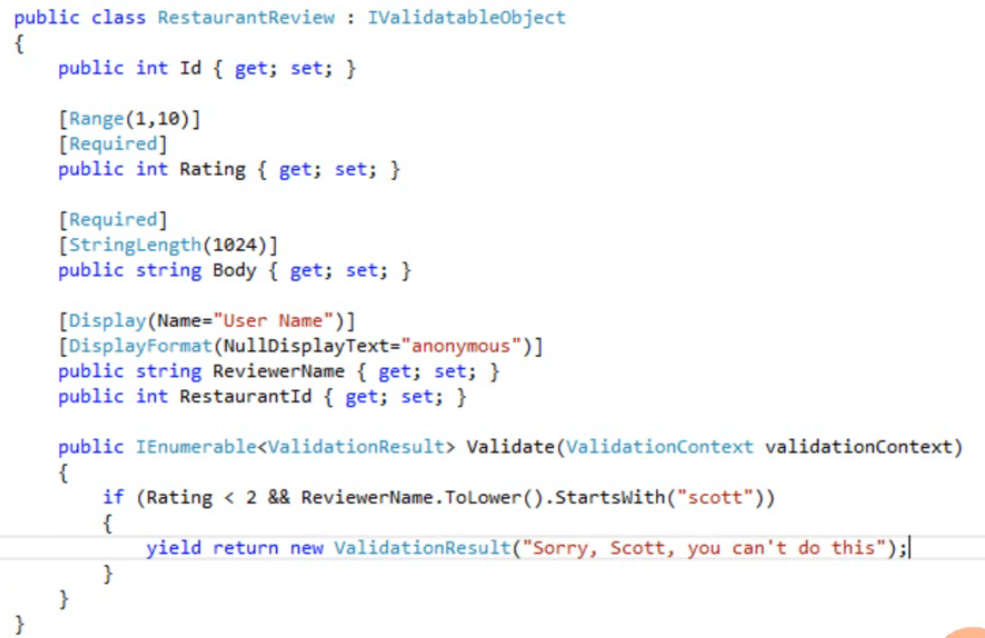 public class RestaurantReview : IValidatableObject
{
    public int Id { get; set; }

    [Range(1,10)]
    [Required]
    public int Rating { get; set; }

    [Required]
    [StringLength(1024)]
    public string Body { get; set; }

    [Display(Name="User Name")]
    [DisplayFormat(NullDisplayText="anonymous")]
    public string ReviewerName { get; set; }
    public int RestaurantId { get; set; }

    public IEnumerable<ValidationResult> Validate(ValidationContext validationContext)
    {
        if (Rating < 2 && ReviewerName.ToLower().StartsWith("scott"))
        {
            yield return new ValidationResult("Sorry, Scott, you can't do this");
        }
    }
}